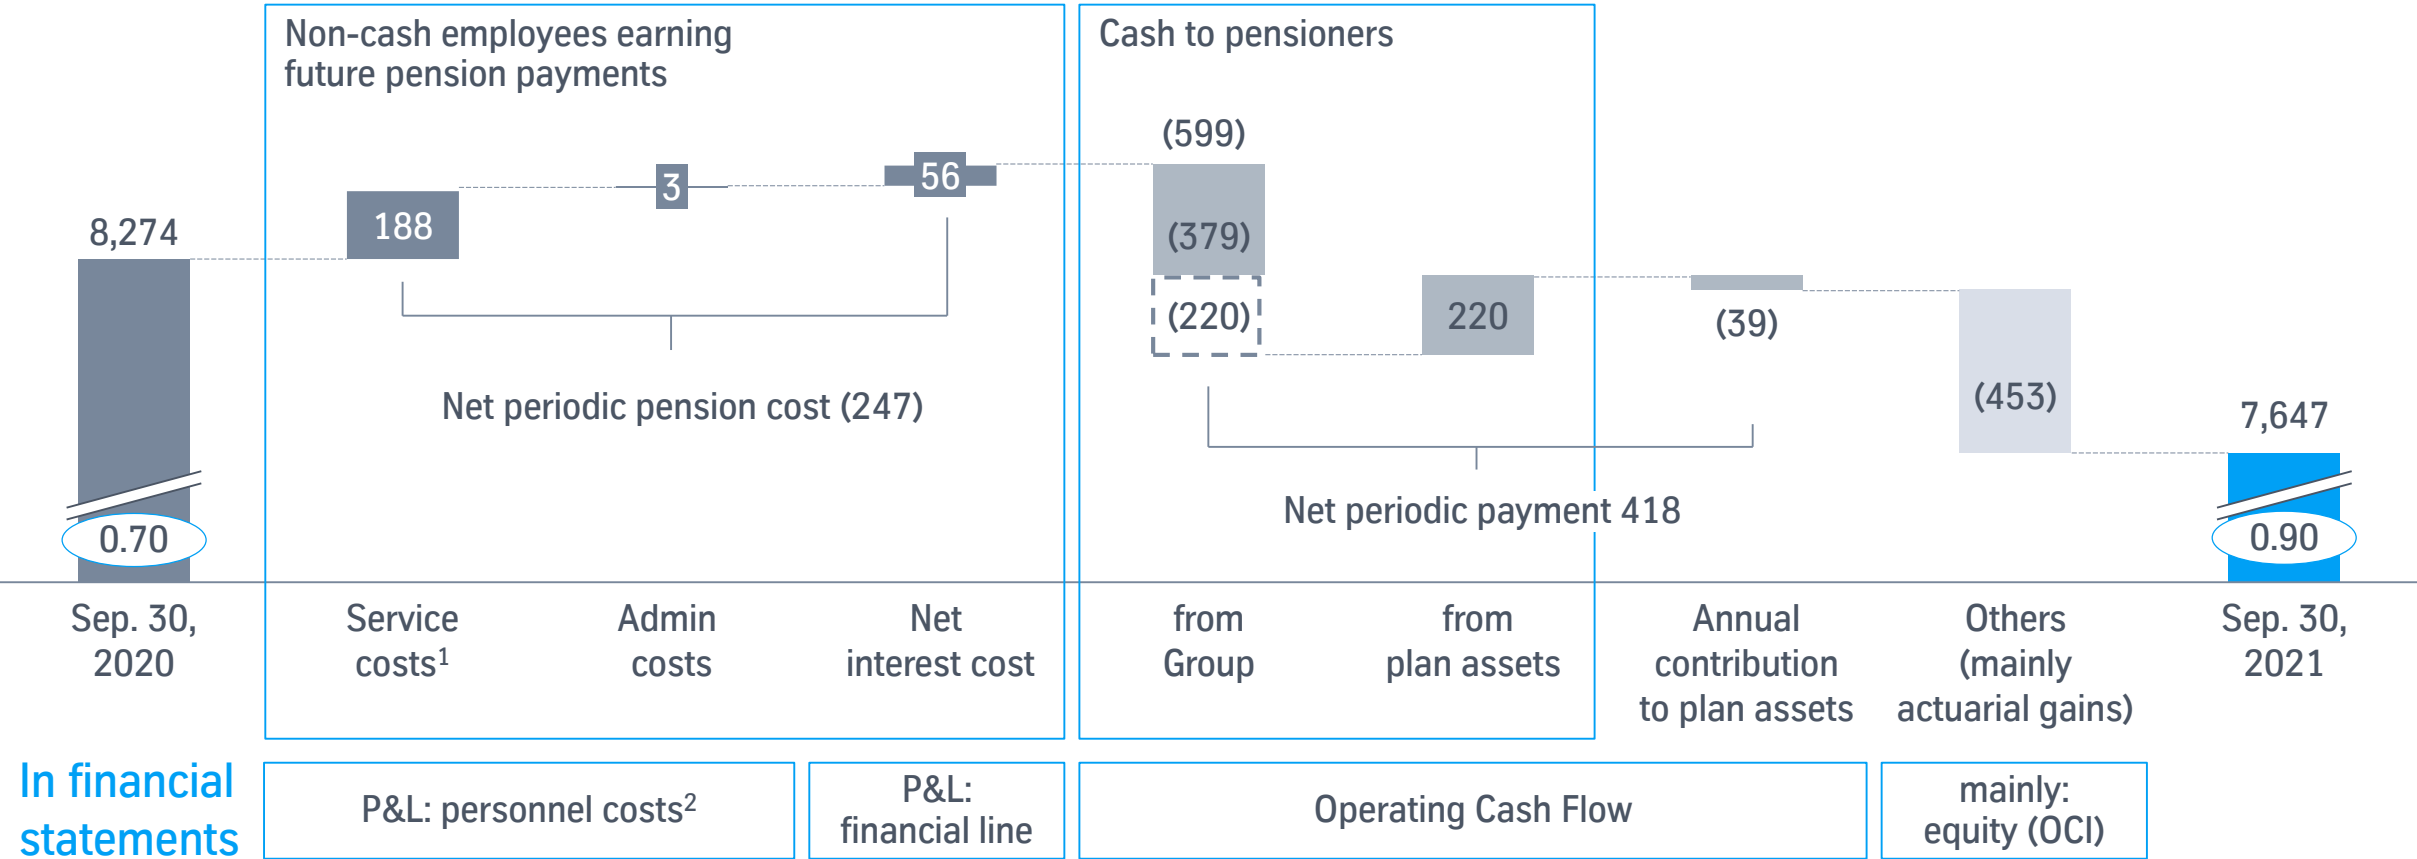 Non-cash employees earning
future pension payments
Cash to pensioners
(599)
3
56
188
8,274
(379)
(220)
220
(39)
(453)
7,647
Net periodic pension cost (247)
Net periodic payment 418
0.70
0.90
Sep. 30,
2020
Service
costs¹
Admin
costs
Net
interest cost
from
Group
from
plan assets
Annual
contribution
to plan assets
Others
(mainly
actuarial gains)
Sep. 30,
2021
In financial
statements
P&L: personnel costs²
P&L:
financial line
Operating Cash Flow
mainly:
equity (OCI)